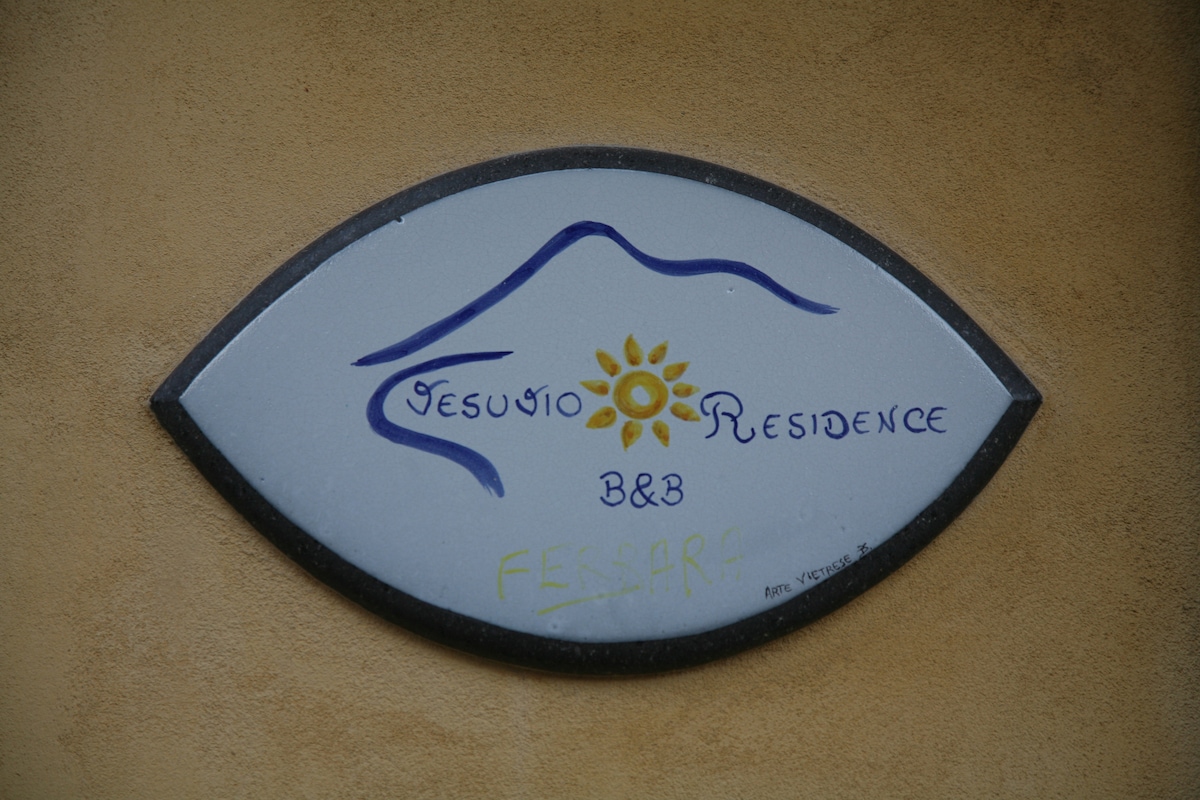 VESUVIO RESIDENCE
B&B
FERRARA
ARTE VIETRESE